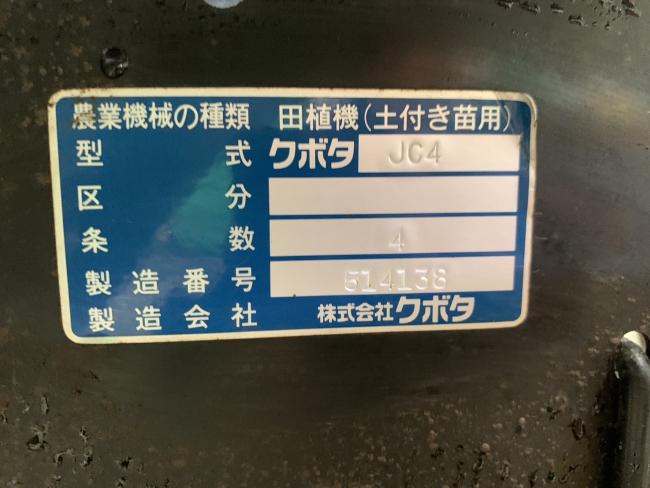 農業機械の種類 田植機(土付き苗用)
型式 クボタ JC4
区分
条数 4
製造番号 514138
製造会社 株式会社クボタ